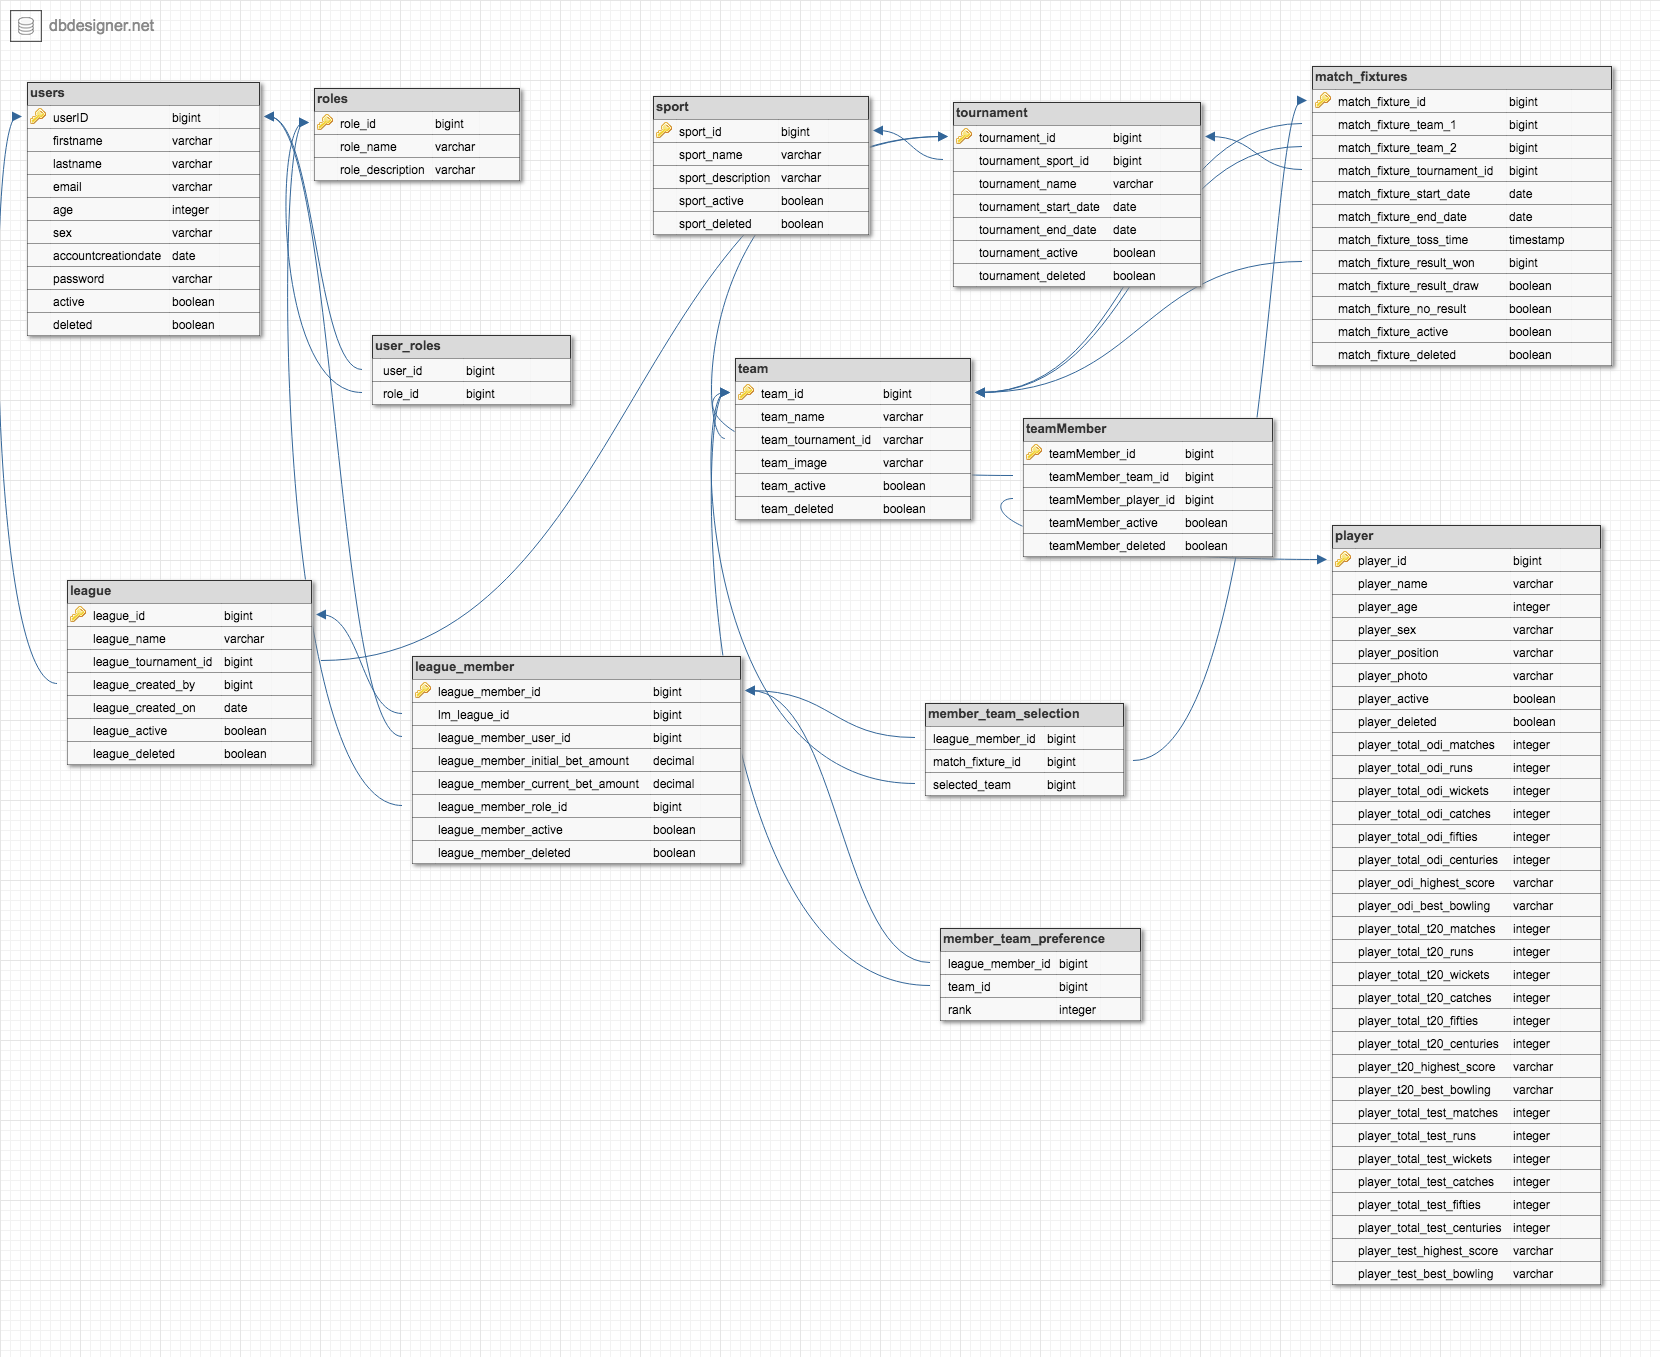 dbdesigner.net
users
userID bigint
firstname varchar
lastname varchar
email varchar
age integer
sex varchar
accountcreationdate date
password varchar
active boolean
deleted boolean
roles
role_id bigint
role_name varchar
role_description varchar
user_roles
user_id bigint
role_id bigint
sport
sport_id bigint
sport_name varchar
sport_description varchar
sport_active boolean
sport_deleted boolean
tournament
tournament_id bigint
tournament_sport_id bigint
tournament_name varchar
tournament_start_date date
tournament_end_date date
tournament_active boolean
tournament_deleted boolean
match_fixtures
match_fixture_id bigint
match_fixture_team_1 bigint
match_fixture_team_2 bigint
match_fixture_tournament_id bigint
match_fixture_start_date date
match_fixture_end_date date
match_fixture_toss_time timestamp
match_fixture_result_won bigint
match_fixture_result_draw boolean
match_fixture_no_result boolean
match_fixture_active boolean
match_fixture_deleted boolean
team
team_id bigint
team_name varchar
team_tournament_id varchar
team_image varchar
team_active boolean
team_deleted boolean
teamMember
teamMember_id bigint
teamMember_team_id bigint
teamMember_player_id bigint
teamMember_active boolean
teamMember_deleted boolean
league
league_id bigint
league_name varchar
league_tournament_id bigint
league_created_by bigint
league_created_on date
league_active boolean
league_deleted boolean
league_member
league_member_id bigint
lm_league_id bigint
league_member_user_id bigint
league_member_initial_bet_amount decimal
league_member_current_bet_amount decimal
league_member_role_id bigint
league_member_active boolean
league_member_deleted boolean
member_team_selection
league_member_id bigint
match_fixture_id bigint
selected_team bigint
member_team_preference
league_member_id bigint
team_id bigint
rank integer
player
player_id bigint
player_name varchar
player_age integer
player_sex varchar
player_position varchar
player_photo varchar
player_active boolean
player_deleted boolean
player_total_odi_matches integer
player_total_odi_runs integer
player_total_odi_wickets integer
player_total_odi_catches integer
player_total_odi_fifties integer
player_total_odi_centuries integer
player_odi_highest_score varchar
player_odi_best_bowling varchar
player_total_t20_matches integer
player_total_t20_runs integer
player_total_t20_wickets integer
player_total_t20_catches integer
player_total_t20_fifties integer
player_total_t20_centuries integer
player_t20_highest_score varchar
player_t20_best_bowling varchar
player_total_test_matches integer
player_total_test_runs integer
player_total_test_wickets integer
player_total_test_catches integer
player_total_test_fifties integer
player_total_test_centuries integer
player_test_highest_score varchar
player_test_best_bowling varchar